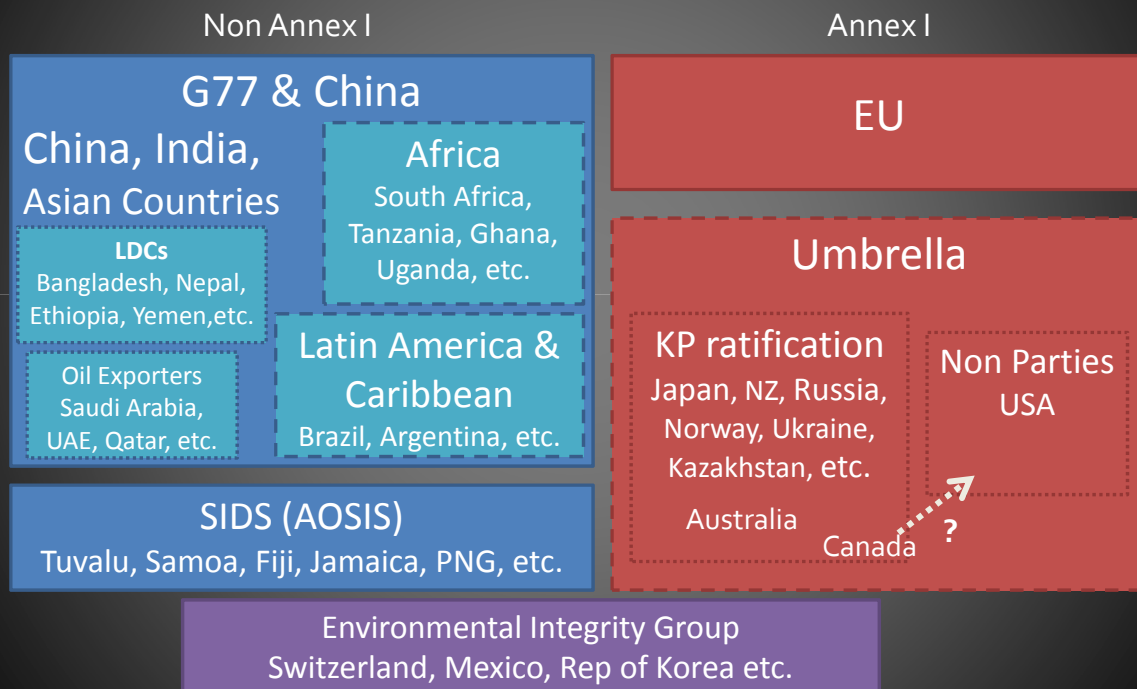 Non Annex I
G77 & China
China, India,
Asian Countries
LDCs
Bangladesh, Nepal,
Ethiopia, Yemen,etc.
Oil Exporters
Saudi Arabia,
UAE, Qatar, etc.
Africa
South Africa,
Tanzania, Ghana,
Uganda, etc.
Latin America &
Caribbean
Brazil, Argentina, etc.
SIDS (AOSIS)
Tuvalu, Samoa, Fiji, Jamaica, PNG, etc.
Annex I
EU
Umbrella
KP ratification
Japan, NZ, Russia,
Norway, Ukraine,
Kazakhstan, etc.
Australia
Canada
?
Non Parties
USA
Environmental Integrity Group
Switzerland, Mexico, Rep of Korea etc.